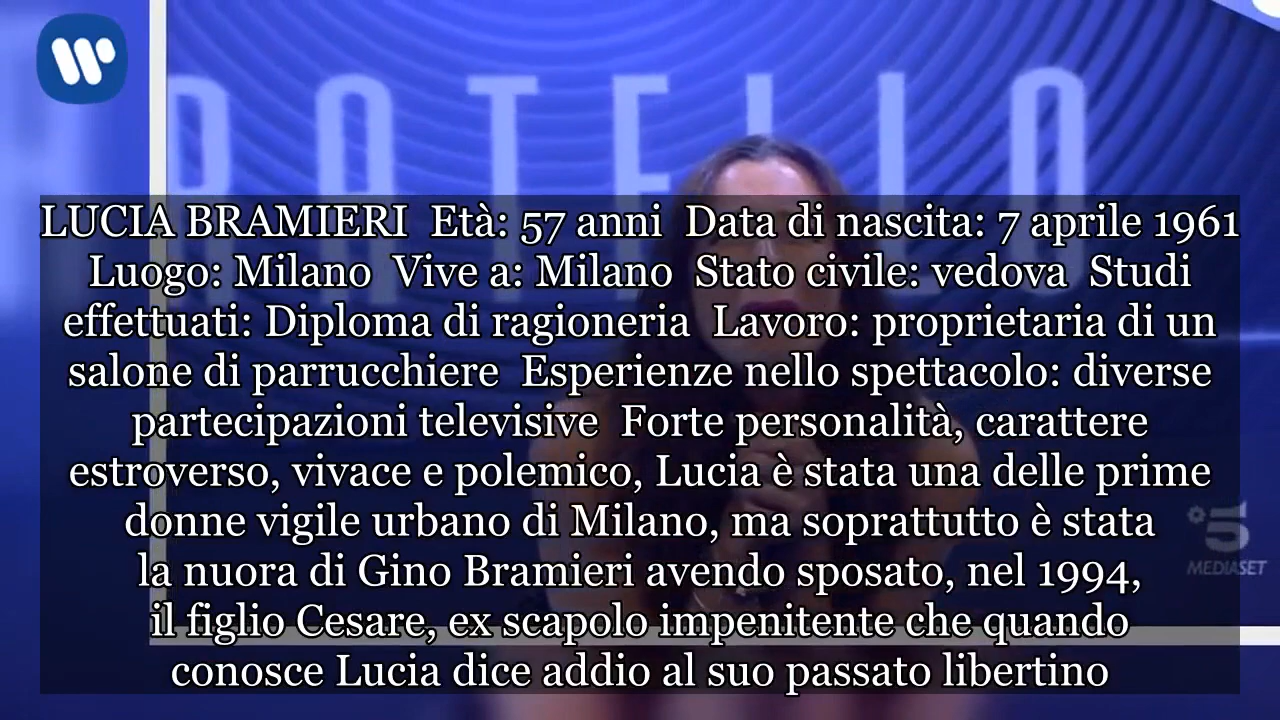 RATELLO
LUCIA BRAMIERI  Età: 57 anni  Data di nascita: 7 aprile 1961
Luogo: Milano  Vive a: Milano  Stato civile: vedova  Studi
effettuati: Diploma di ragioneria  Lavoro: proprietaria di un
salone di parrucchiere  Esperienze nello spettacolo: diverse
partecipazioni televisive  Forte personalità, carattere
estroverso, vivace e polemico, Lucia è stata una delle prime
donne vigile urbano di Milano, ma soprattutto è stata
la nuora di Gino Bramieri avendo sposato, nel 1994,
il figlio Cesare, ex scapolo impenitente che quando
conosce Lucia dice addio al suo passato libertino
5
MEDIASET